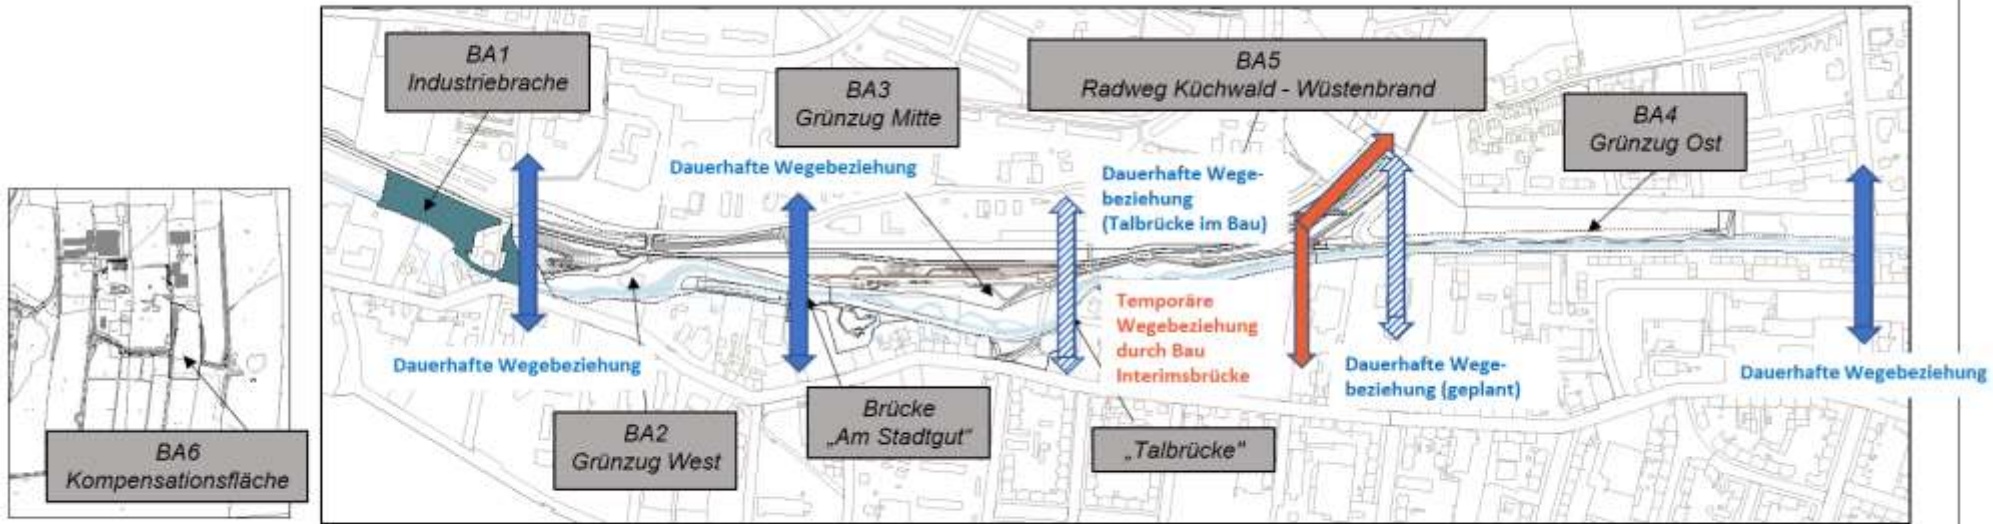 BA1
Industriebrache
BA3
Grünzug Mitte
BA5
Radweg Küchwald - Wüstenbrand
BA4
Grünzug Ost
Dauerhafte Wegebeziehung
Dauerhafte Wege-
beziehung
(Talbrücke im Bau)
Temporäre
Wegebeziehung
durch Bau
Interimsbrücke
Dauerhafte Wegebeziehung
Dauerhafte Wege-
beziehung (geplant)
Dauerhafte Wegebeziehung
BA6
Kompensationsfläche
BA2
Grünzug West
Brücke
„Am Stadtgut"
„Talbrücke"